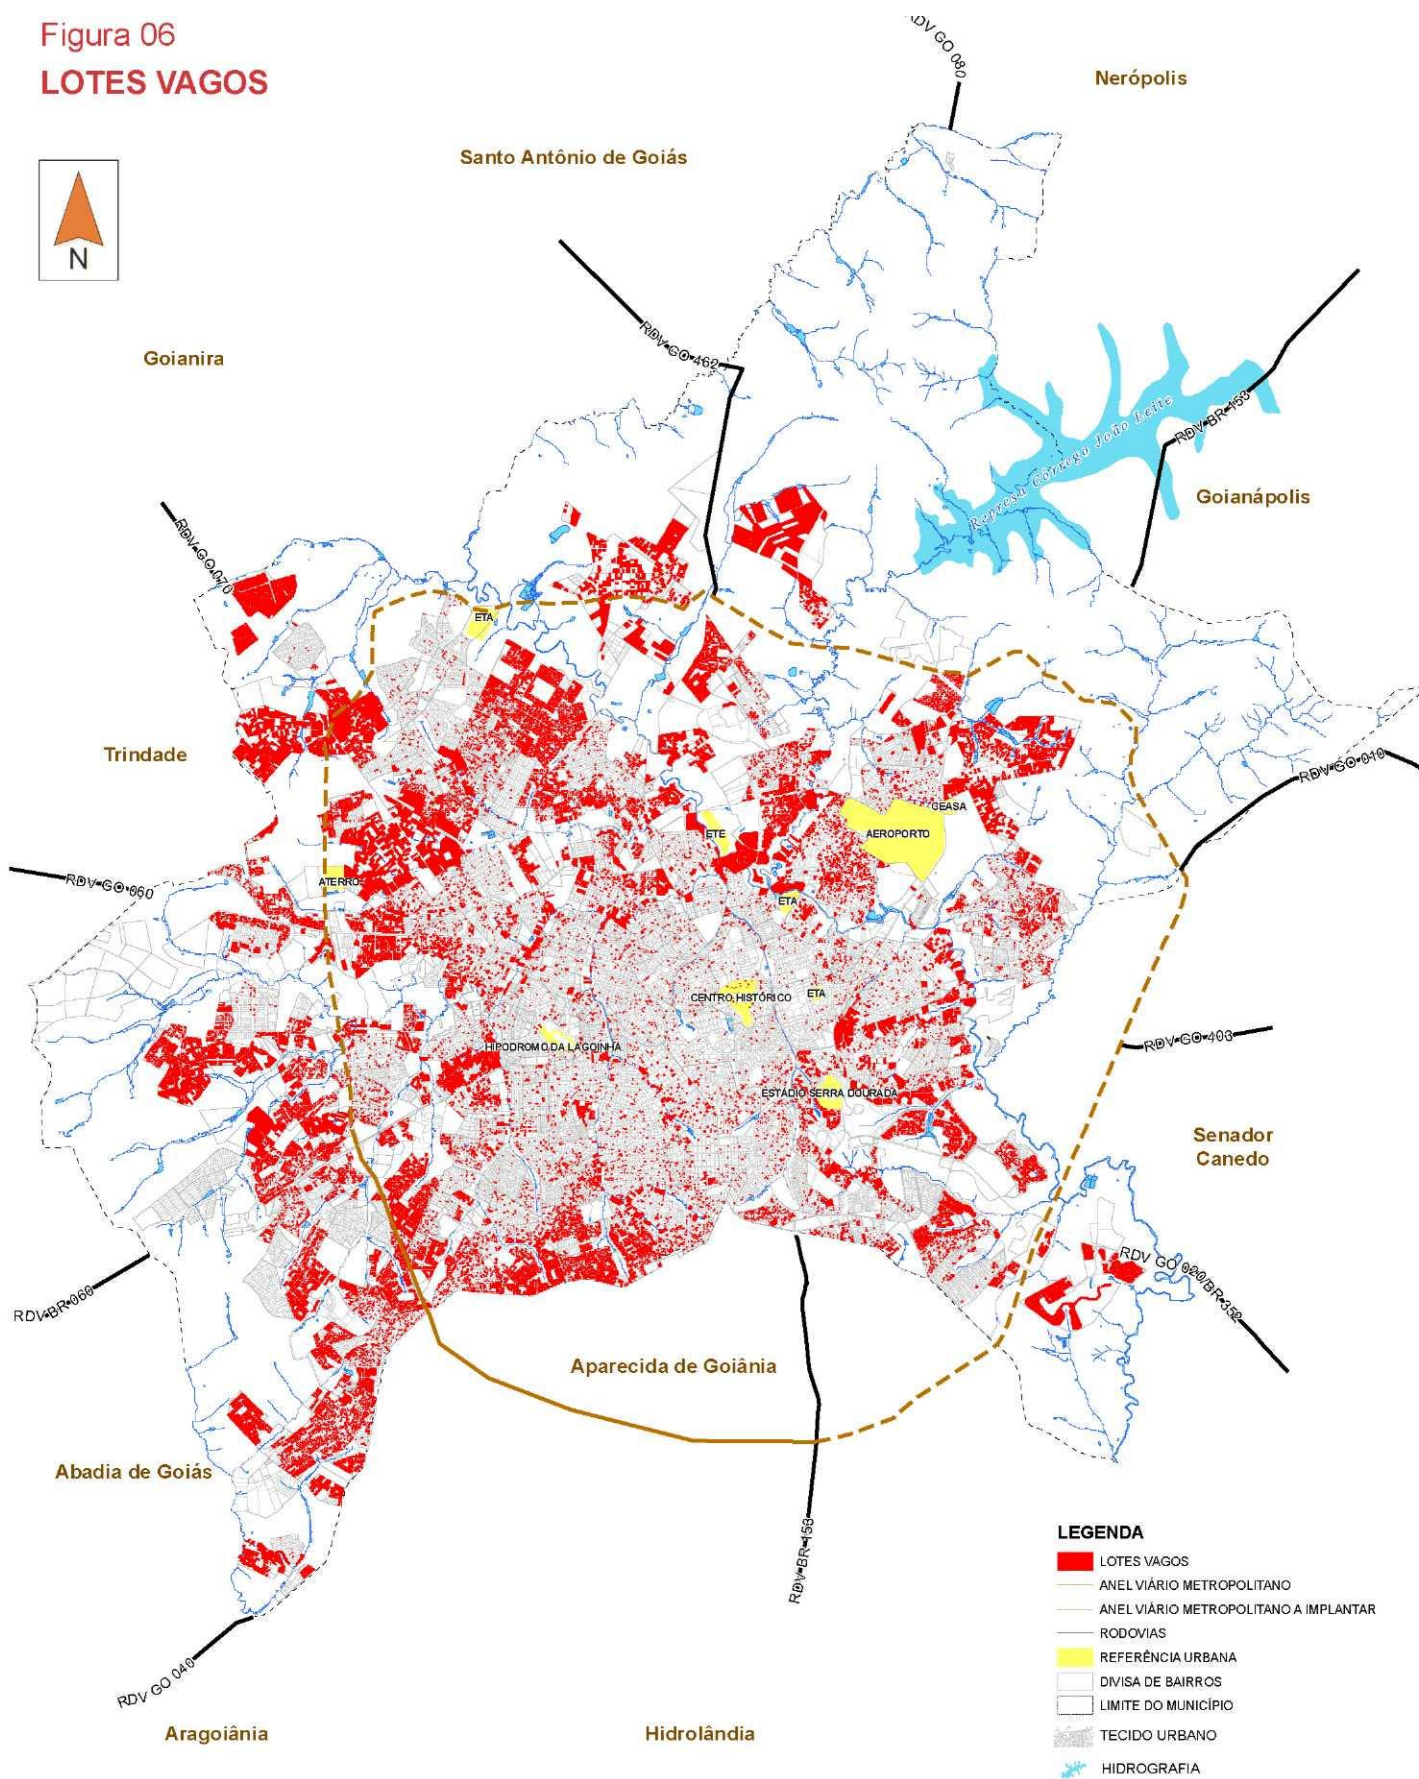 Figura 06
LOTES VAGOS
RDV GO 080
Nerópolis
Santo Antônio de Goiás
N
RDV-GO-462
Goianira
Represa Córrego João Leite
RDV-BR-153
Goianápolis
RDV-GO-070
ETA
Trindade
RDV-GO-010
CEASA
ETE
AEROPORTO
ATERRO
RDV-GO-060
ETA
CENTRO HISTÓRICO
ETA
HIPODROMO DA LAGOINHA
RDV-GO-403
ESTÁDIO SERRA DOURADA
Senador
Canedo
RDV GO 020/BR-352
RDV-BR-060
Aparecida de Goiânia
Abadia de Goiás
RDV-BR-153
RDV GO 040
Aragoiânia
Hidrolândia
LEGENDA
LOTES VAGOS
ANEL VIÁRIO METROPOLITANO
ANEL VIÁRIO METROPOLITANO A IMPLANTAR
RODOVIAS
REFERÊNCIA URBANA
DIVISA DE BAIRROS
LIMITE DO MUNICÍPIO
TECIDO URBANO
HIDROGRAFIA